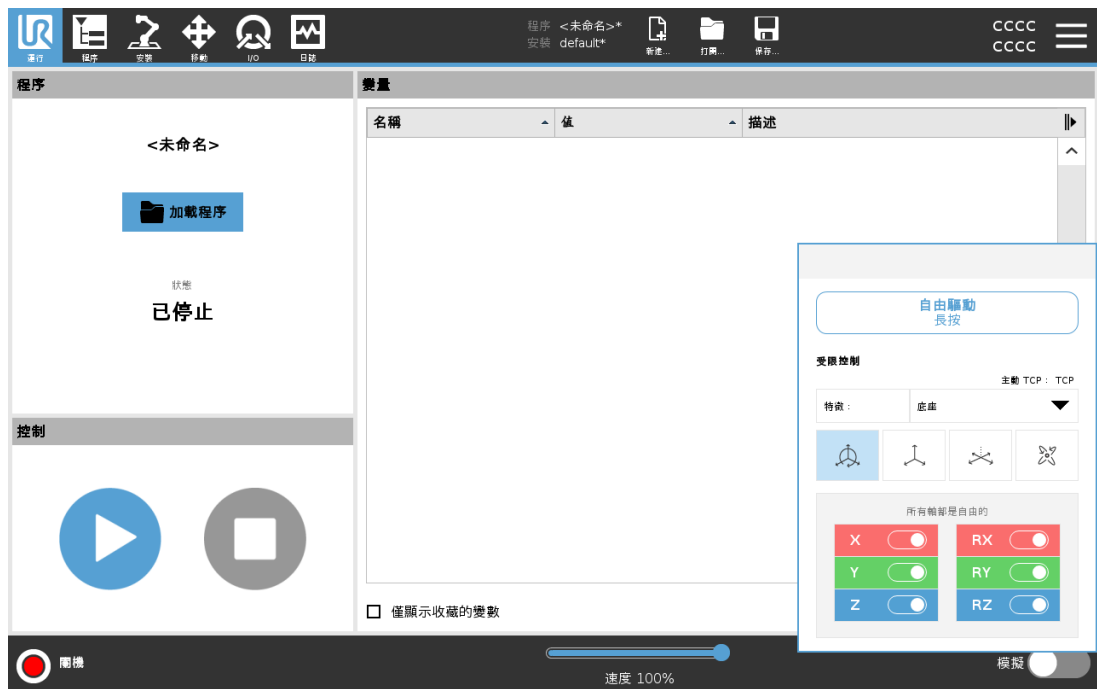 UR
運行
程序
安裝
移動
I/O
日誌
程序 <未命名>*
安裝 default*
新建...
打開...
保存...
CCCC
CCCC
程序
<未命名>
加載程序
狀態
已停止
控制
變量
名稱
值
描述
僅顯示收藏的變數
自由驅動
長按
受限控制
主動 TCP： TCP
特徵：
底座
所有軸都是自由的
X
RX
Y
RY
Z
RZ
關機
速度 100%
模擬